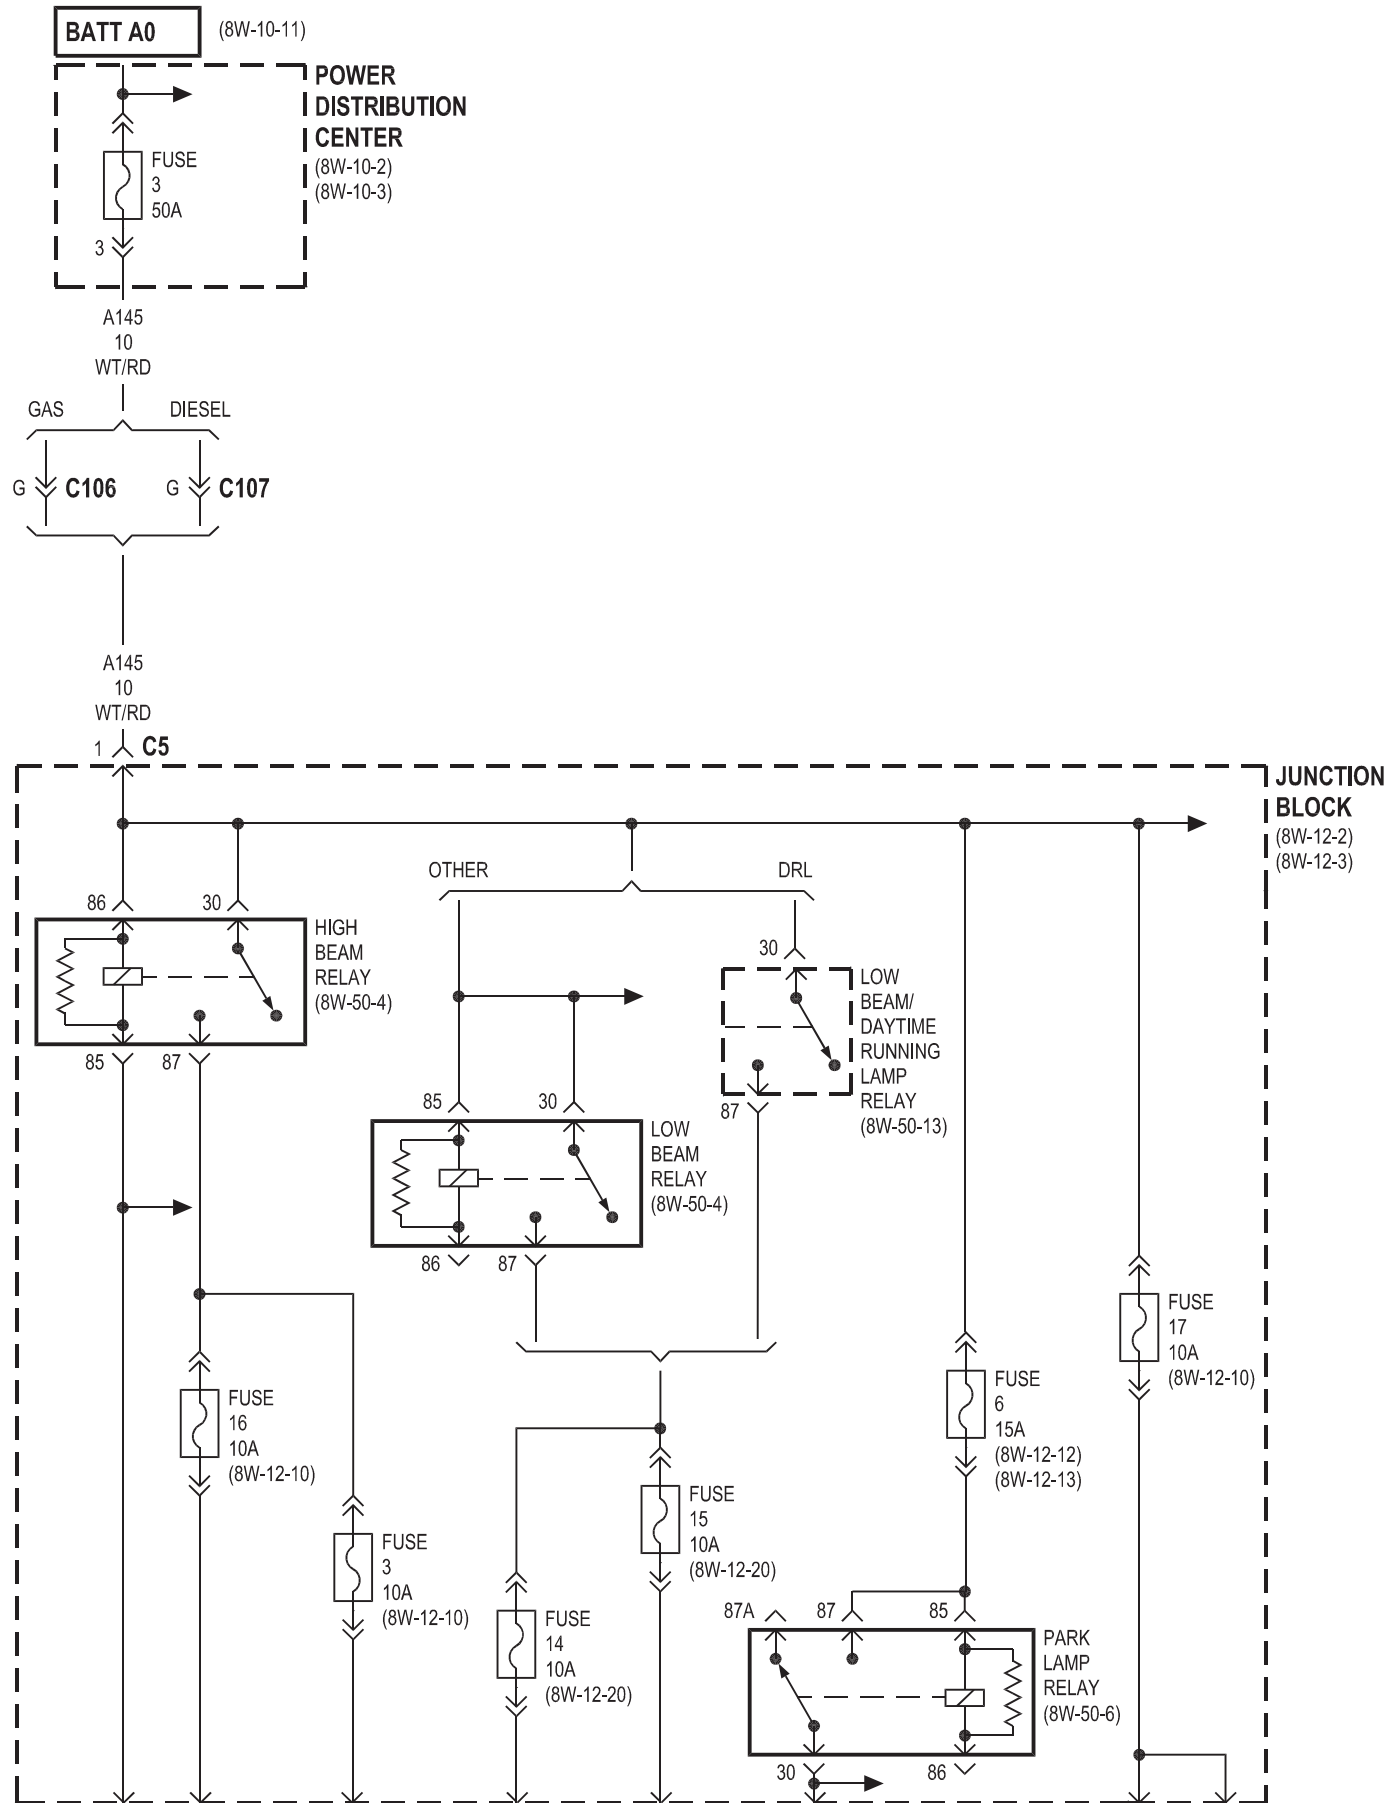 BATT A0
(8W-10-11)
POWER
DISTRIBUTION
CENTER
(8W-10-2)
(8W-10-3)
FUSE
3
50A
3
A145
10
WT/RD
GAS
DIESEL
G
C106
G
C107
A145
10
WT/RD
1
C5
JUNCTION
BLOCK
(8W-12-2)
(8W-12-3)
OTHER
DRL
86
30
HIGH
BEAM
RELAY
(8W-50-4)
85
87
30
LOW
BEAM/
DAYTIME
RUNNING
LAMP
RELAY
(8W-50-13)
87
85
30
LOW
BEAM
RELAY
(8W-50-4)
86
87
FUSE
17
10A
(8W-12-10)
FUSE
6
15A
(8W-12-12)
(8W-12-13)
FUSE
16
10A
(8W-12-10)
FUSE
15
10A
(8W-12-20)
FUSE
3
10A
(8W-12-10)
FUSE
14
10A
(8W-12-20)
87A
87
85
PARK
LAMP
RELAY
(8W-50-6)
30
86